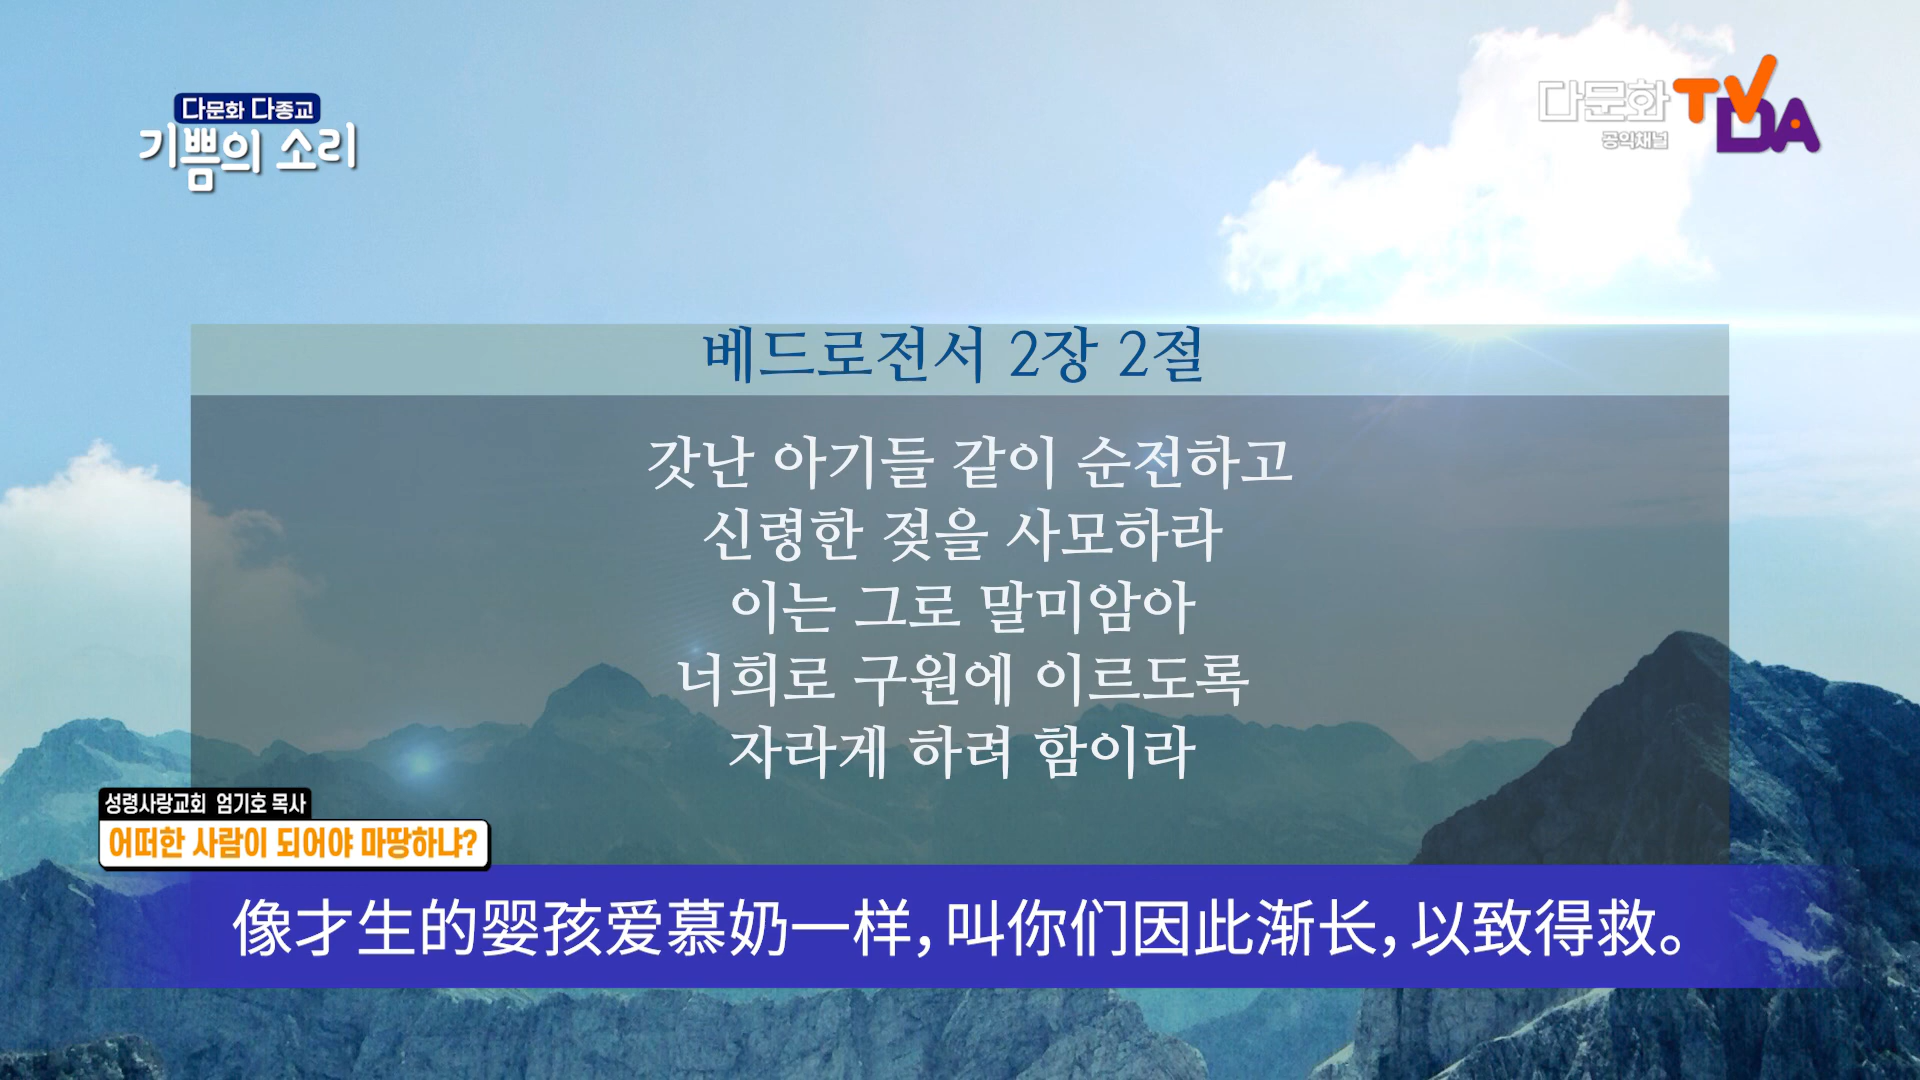 다문화 다종교
기쁨의 소리
다문화 TV
공익채널 DA
베드로전서 2장 2절
갓난 아기들 같이 순전하고
신령한 젖을 사모하라
이는 그로 말미암아
너희로 구원에 이르도록
자라게 하려 함이라
성령사랑교회 엄기호 목사
어떠한 사람이 되어야 마땅하냐?
像才生的婴孩爱慕奶一样，叫你们因此渐长，以致得救。